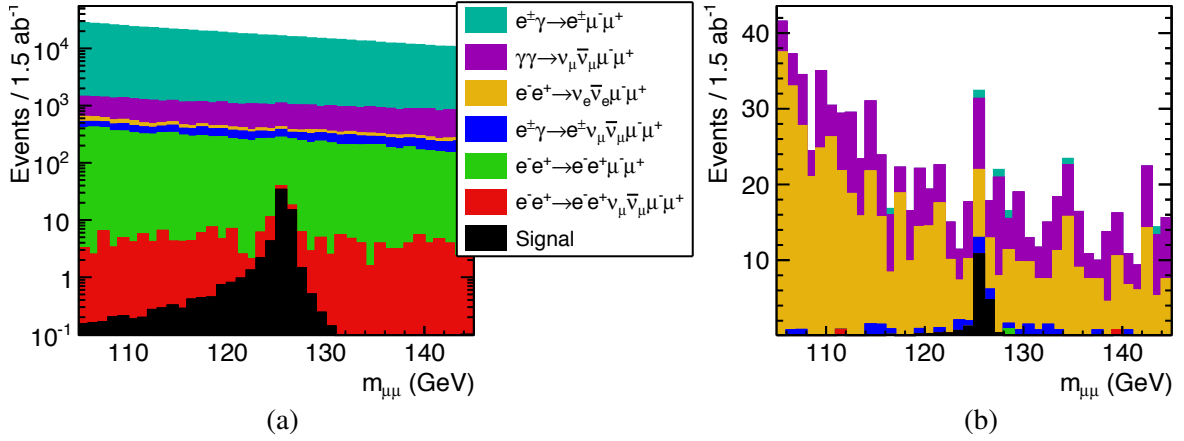 Events / 1.5 ab⁻¹
10⁴
10³
10²
10
1
10⁻¹
110
120
130
140
m_μμ (GeV)
(a)
e±γ→e±μ⁻μ⁺
γγ→ν_μν̄_μμ⁻μ⁺
e⁻e⁺→ν_eν̄_eμ⁻μ⁺
e±γ→e±ν_μν̄_μμ⁻μ⁺
e⁻e⁺→e⁻e⁺μ⁻μ⁺
e⁻e⁺→e⁻e⁺ν_μν̄_μμ⁻μ⁺
Signal
Events / 1.5 ab⁻¹
40
30
20
10
110
120
130
140
m_μμ (GeV)
(b)